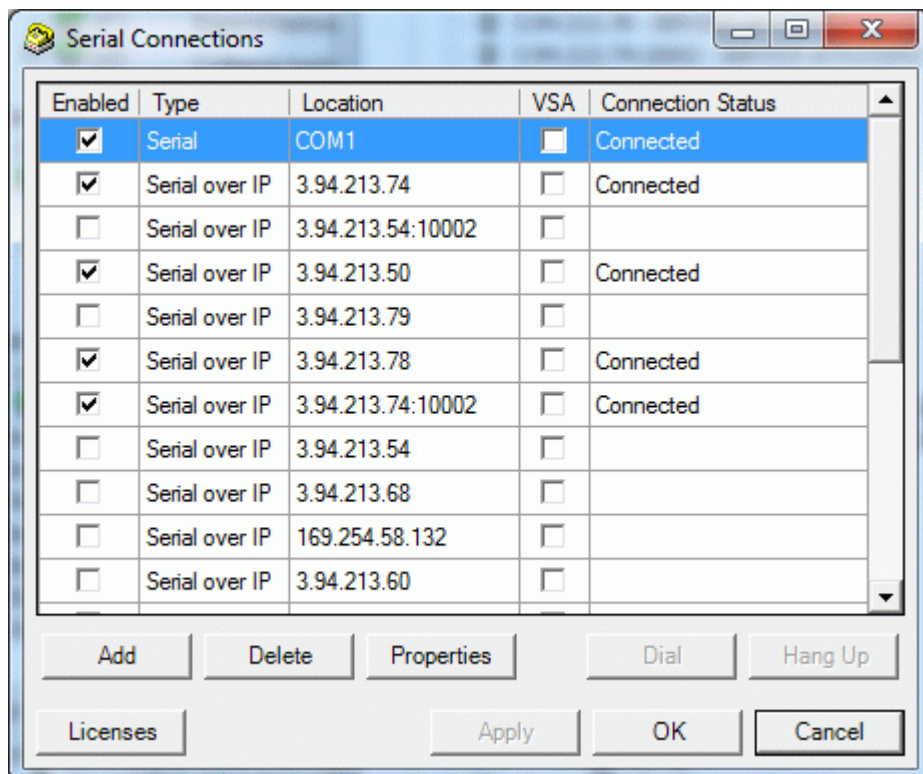 Serial Connections
Enabled Type Location VSA Connection Status
Serial COM1 Connected
Serial over IP 3.94.213.74 Connected
Serial over IP 3.94.213.54:10002
Serial over IP 3.94.213.50 Connected
Serial over IP 3.94.213.79
Serial over IP 3.94.213.78 Connected
Serial over IP 3.94.213.74:10002 Connected
Serial over IP 3.94.213.54
Serial over IP 3.94.213.68
Serial over IP 169.254.58.132
Serial over IP 3.94.213.60
Add Delete Properties Dial Hang Up
Licenses Apply OK Cancel